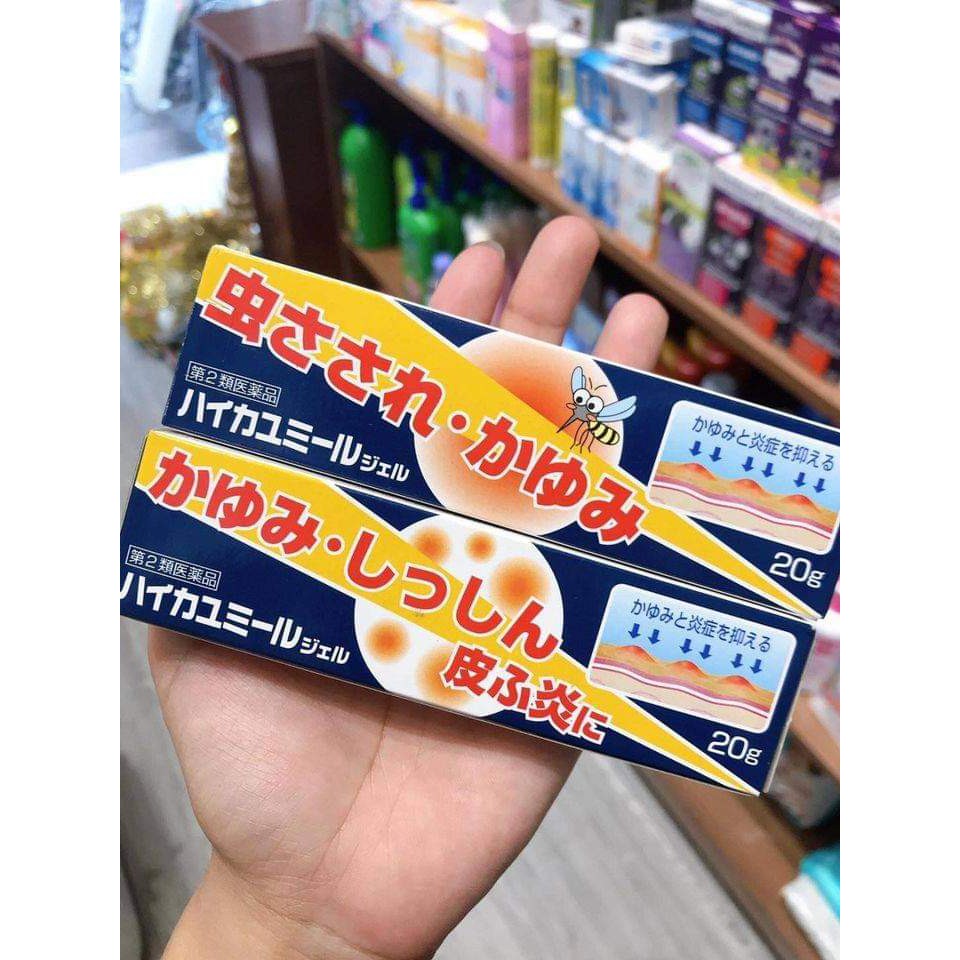 虫さされ・かゆみ
第2類医薬品
ハイカユミールジェル
かゆみと炎症を抑える
20g
かゆみ・しっしん
皮ふ炎に
第2類医薬品
ハイカユミールジェル
かゆみと炎症を抑える
20g